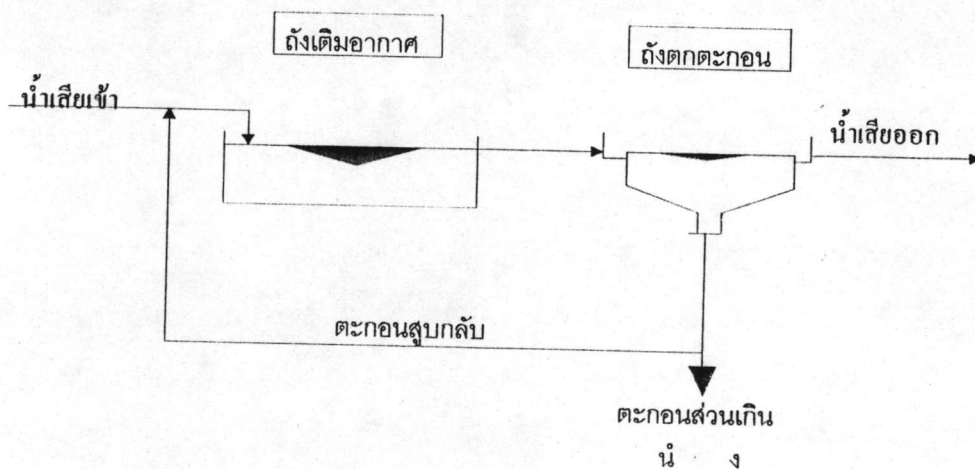 ถังเติมอากาศ
ถังตกตะกอน
น้ำเสียเข้า
น้ำเสียออก
ตะกอนสูบกลับ
ตะกอนส่วนเกิน
นํ ง